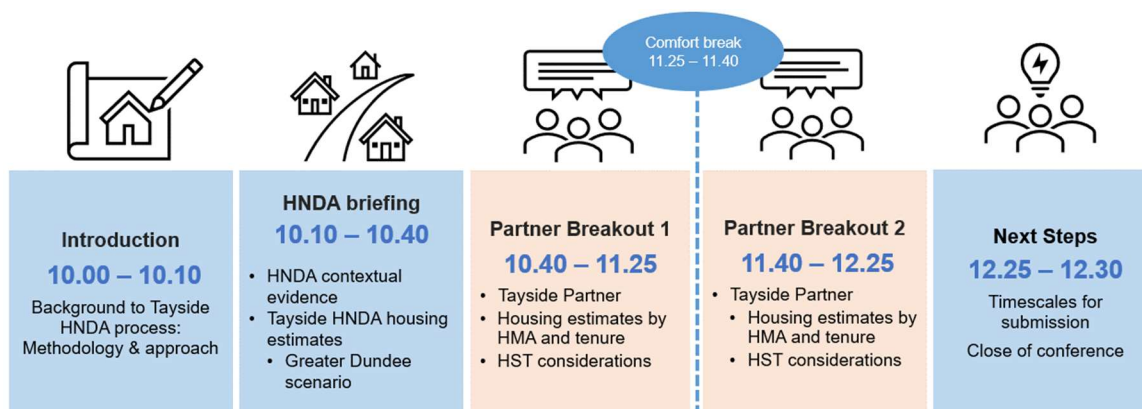 Comfort break
11.25 – 11.40
Introduction
10.00 – 10.10
Background to Tayside
HNDA process:
Methodology & approach
HNDA briefing
10.10 – 10.40
• HNDA contextual
evidence
• Tayside HNDA housing
estimates
• Greater Dundee
scenario
Partner Breakout 1
10.40 – 11.25
• Tayside Partner
• Housing estimates by
HMA and tenure
• HST considerations
Partner Breakout 2
11.40 – 12.25
• Tayside Partner
• Housing estimates by
HMA and tenure
• HST considerations
Next Steps
12.25 – 12.30
Timescales for
submission
Close of conference